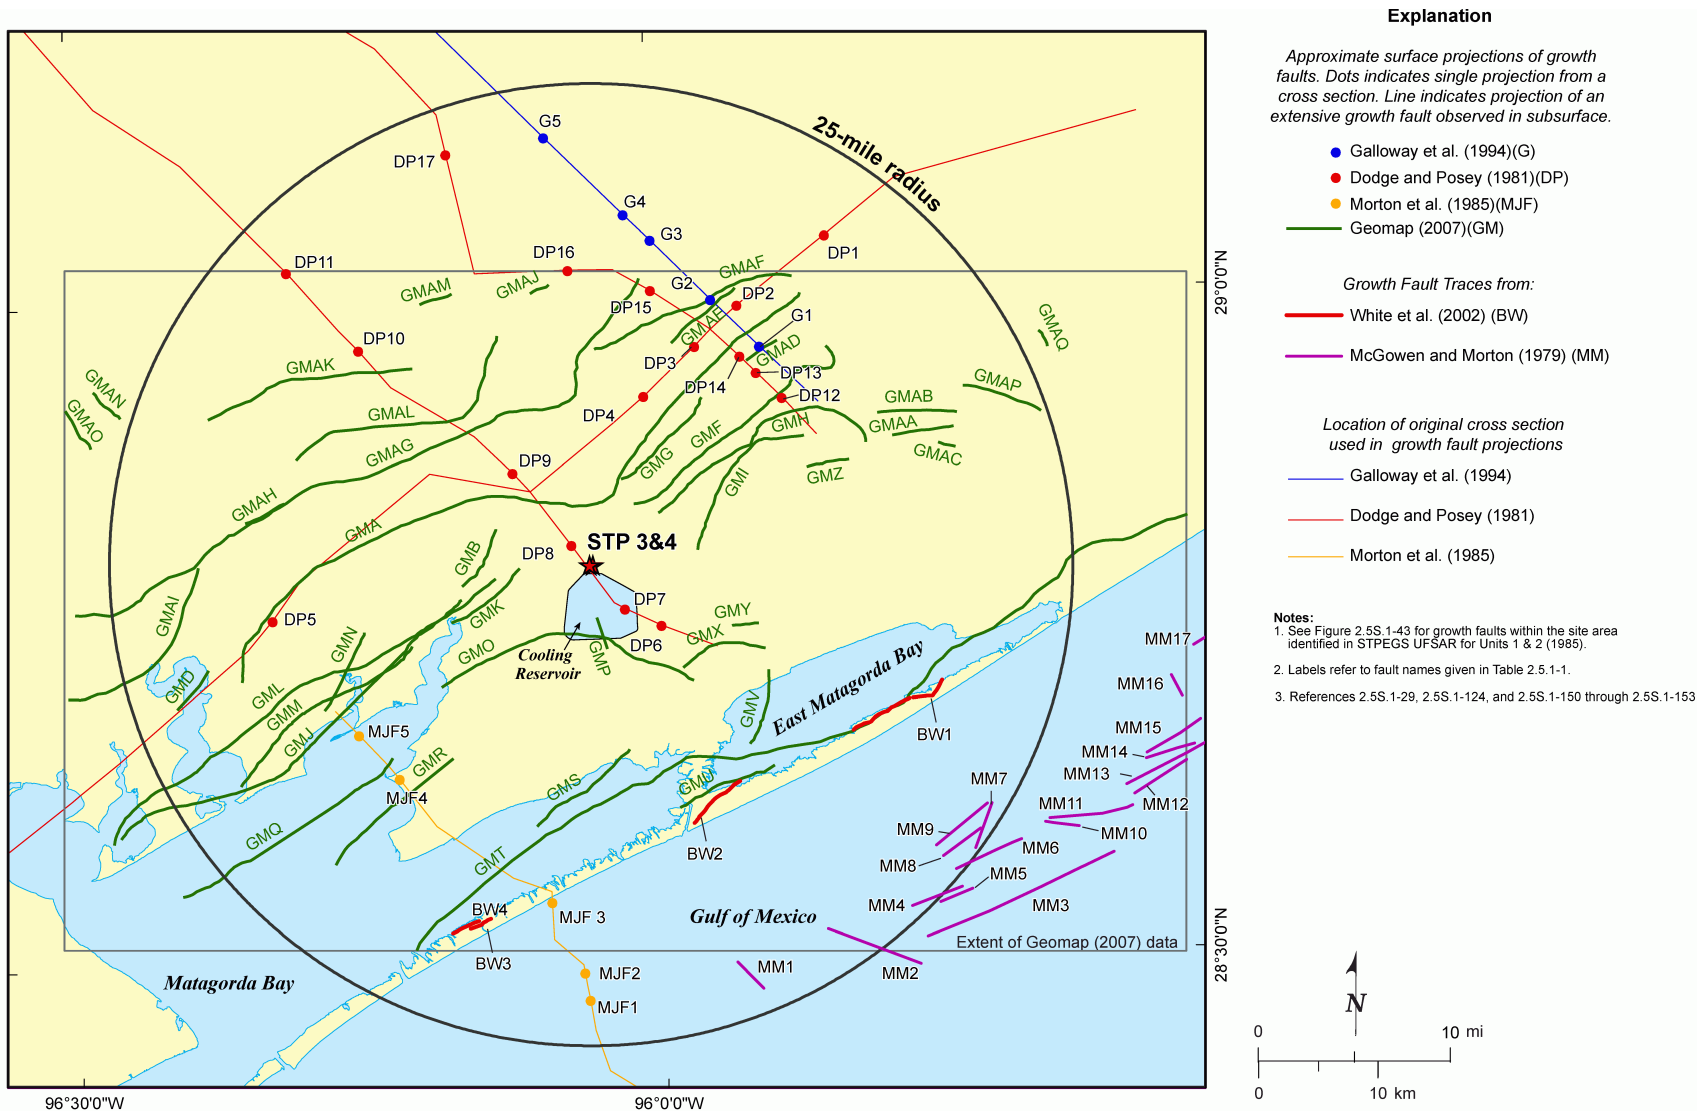 Explanation
Approximate surface projections of growth
faults. Dots indicates single projection from a
cross section. Line indicates projection of an
extensive growth fault observed in subsurface.
Galloway et al. (1994)(G)
Dodge and Posey (1981)(DP)
Morton et al. (1985)(MJF)
Geomap (2007)(GM)
Growth Fault Traces from:
White et al. (2002) (BW)
McGowen and Morton (1979) (MM)
Location of original cross section
used in growth fault projections
Galloway et al. (1994)
Dodge and Posey (1981)
Morton et al. (1985)
Notes:
1. See Figure 2.5S.1-43 for growth faults within the site area
identified in STPEGS UFSAR for Units 1 & 2 (1985).
2. Labels refer to fault names given in Table 2.5.1-1.
3. References 2.5S.1-29, 2.5S.1-124, and 2.5S.1-150 through 2.5S.1-153
N
0
10 mi
0
10 km
25-mile radius
G5
DP17
G4
G3
DP1
DP16
DP11
GMAF
GMAJ
GMAM
G2
DP2
DP15
G1
GMAE
GMAQ
DP10
GMAD
DP3
GMAK
DP13
DP14
GMAP
GMAN
DP12
GMAB
GMAO
GMAL
DP4
GMAA
GMH
GMF
GMAG
GMAC
DP9
GMG
GMZ
GMI
GMAH
GMA
STP 3&4
DP8
GMB
DP7
GMY
GMK
GMAI
DP5
GMX
DP6
MM17
GMN
GMO
GMP
Cooling
Reservoir
GMD
MM16
GML
East Matagorda Bay
GMV
GMM
MJF5
BW1
MM15
GMJ
MM14
GMR
MM13
GMS
GMU
MM7
MJF4
MM12
MM11
GMQ
MM9
MM10
BW2
MM6
GMT
MM8
MM5
MM4
MM3
BW4
MJF 3
Gulf of Mexico
Extent of Geomap (2007) data
BW3
MM1
MM2
MJF2
Matagorda Bay
MJF1
29°0'0"N
28°30'0"N
96°30'0"W
96°0'0"W